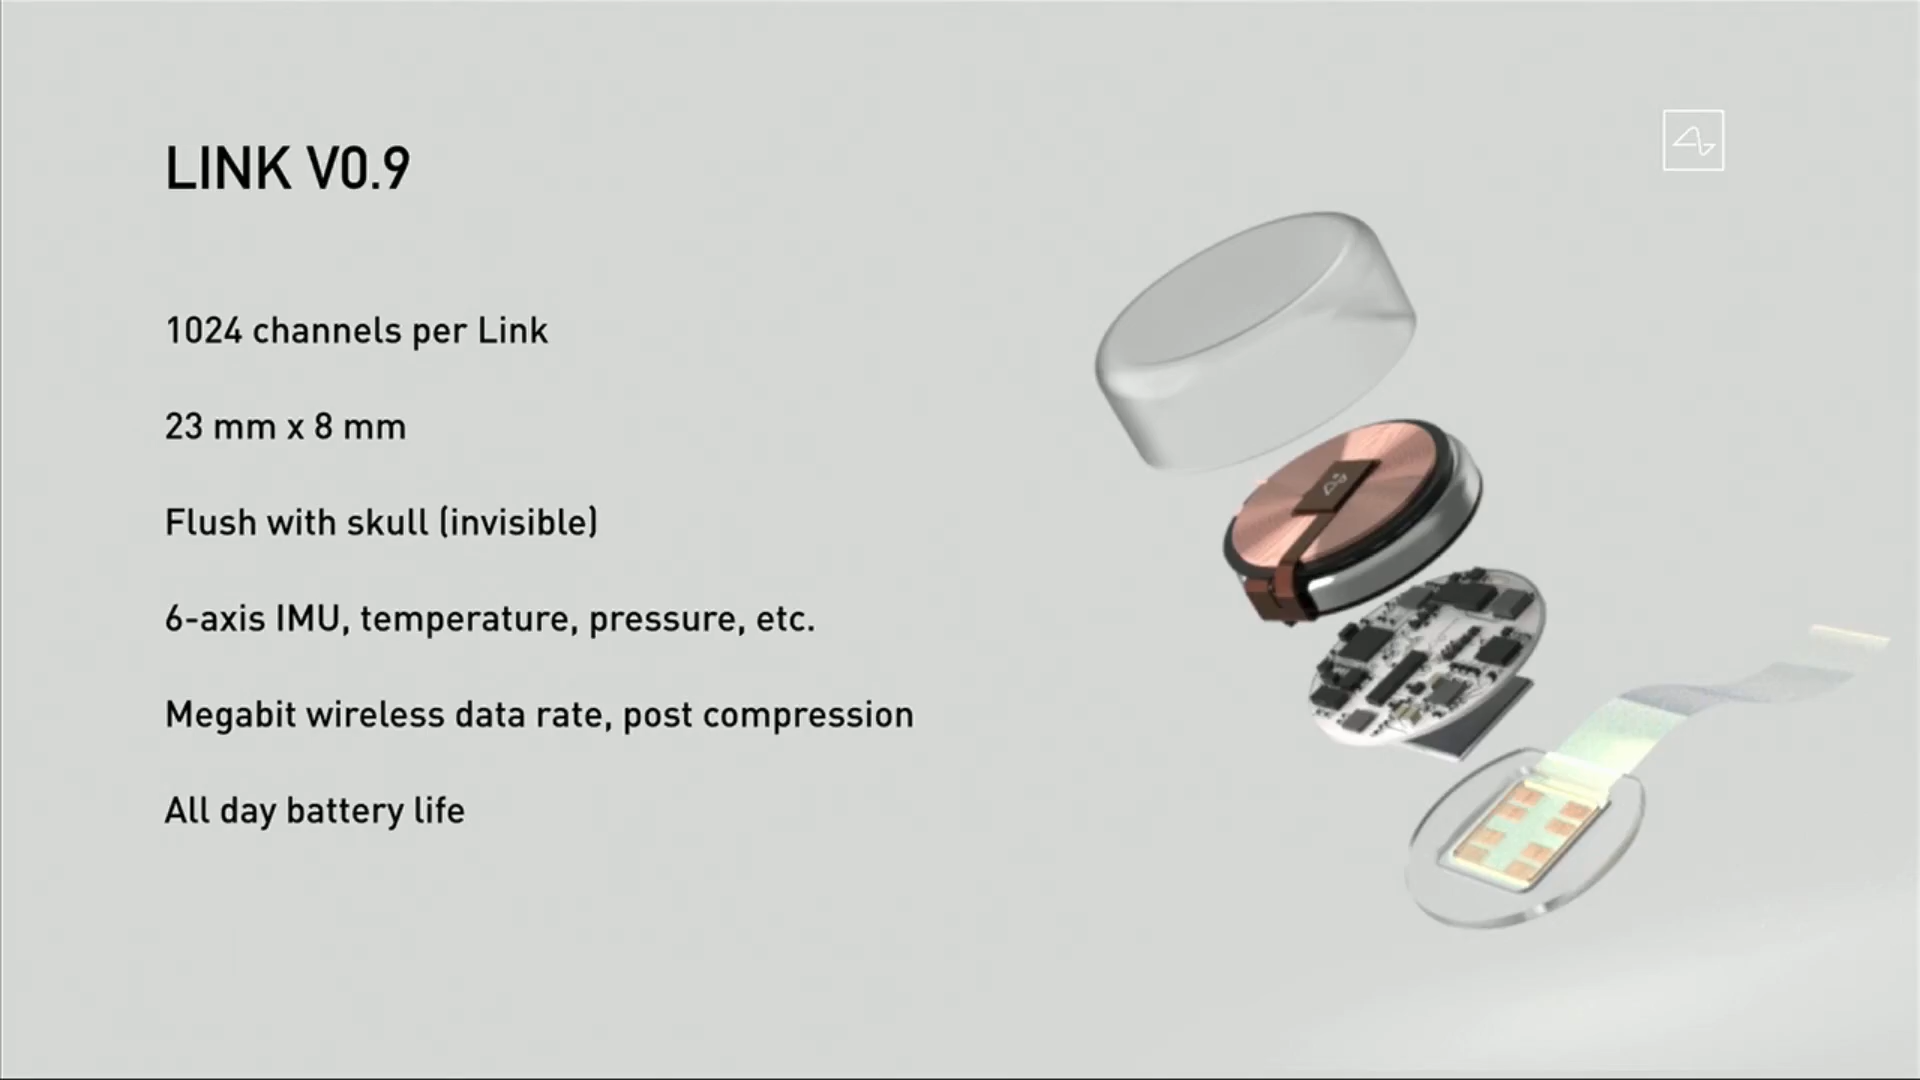 LINK V0.9
1024 channels per Link
23 mm x 8 mm
Flush with skull (invisible)
6-axis IMU, temperature, pressure, etc.
Megabit wireless data rate, post compression
All day battery life